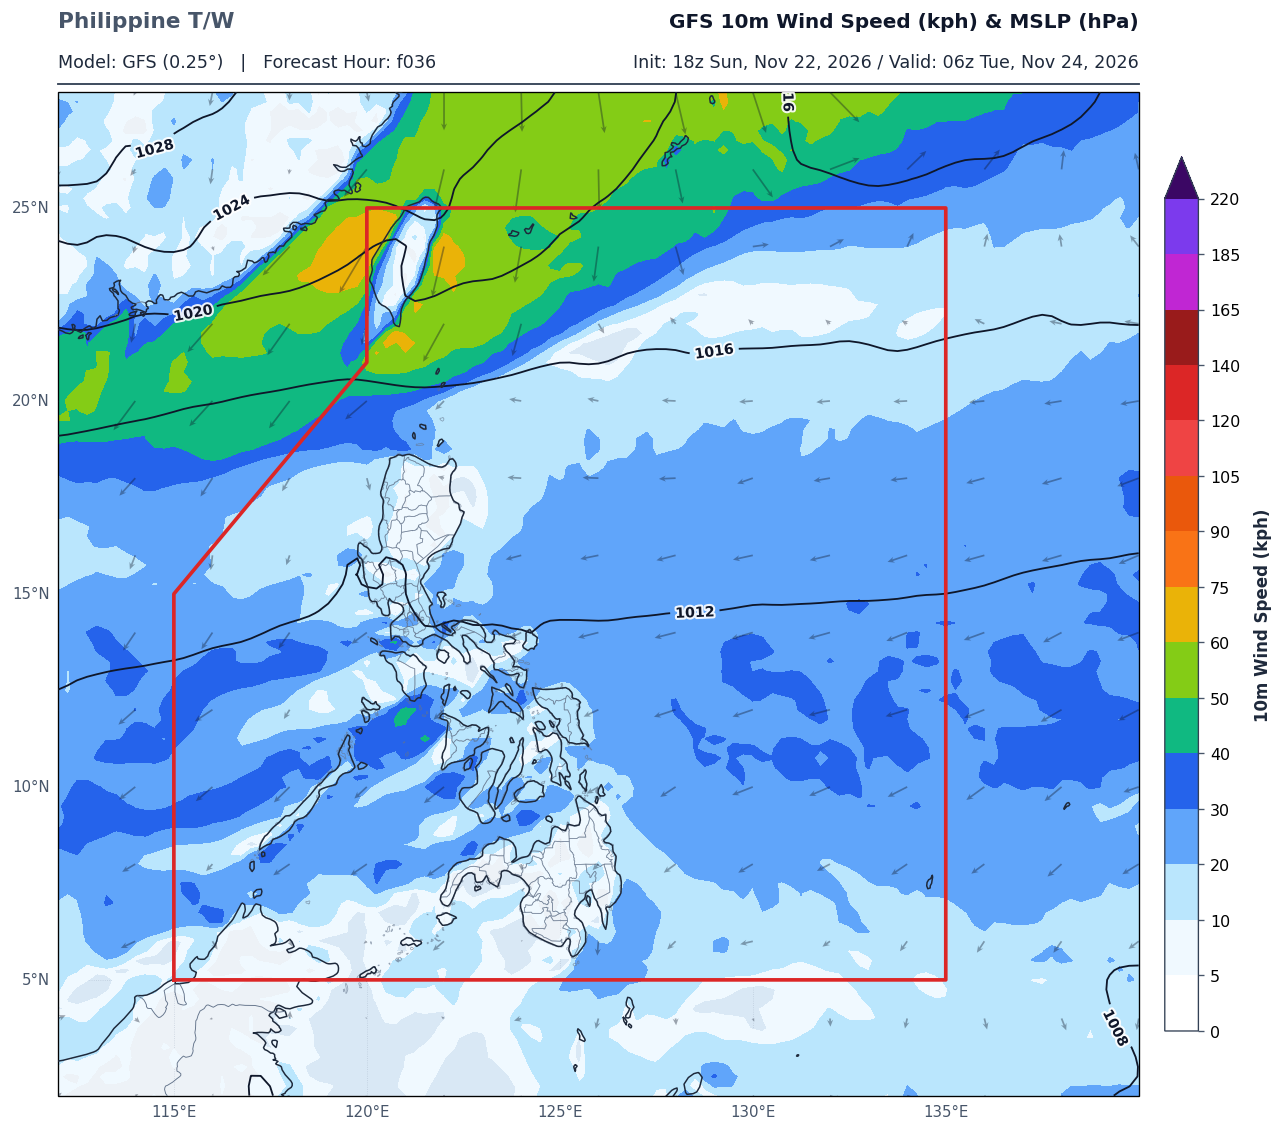 Philippine T/W
GFS 10m Wind Speed (kph) & MSLP (hPa)
Model: GFS (0.25°)   |   Forecast Hour: f036
Init: 18z Sun, Nov 22, 2026 / Valid: 06z Tue, Nov 24, 2026
1028
1024
1020
16
1016
1012
1008
25°N
20°N
15°N
10°N
5°N
115°E
120°E
125°E
130°E
135°E
220
185
165
140
120
105
90
75
60
50
40
30
20
10
5
0
10m Wind Speed (kph)